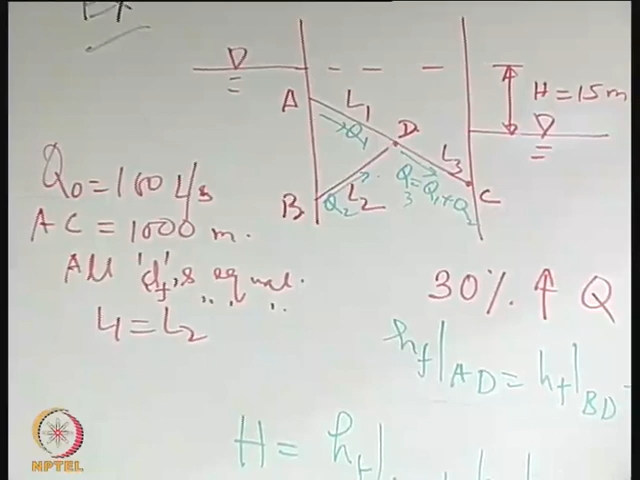 H = 15 m
A
L1
Q1
D
L3
C
B
Q2
L2
Q3 = Q1 + Q2
Q0 = 160 L/s
AC = 1000 m.
All 'f's equal.
L1 = L2
30% ↑ Q
hf|AD = hf|BD
H = hf|
NPTEL